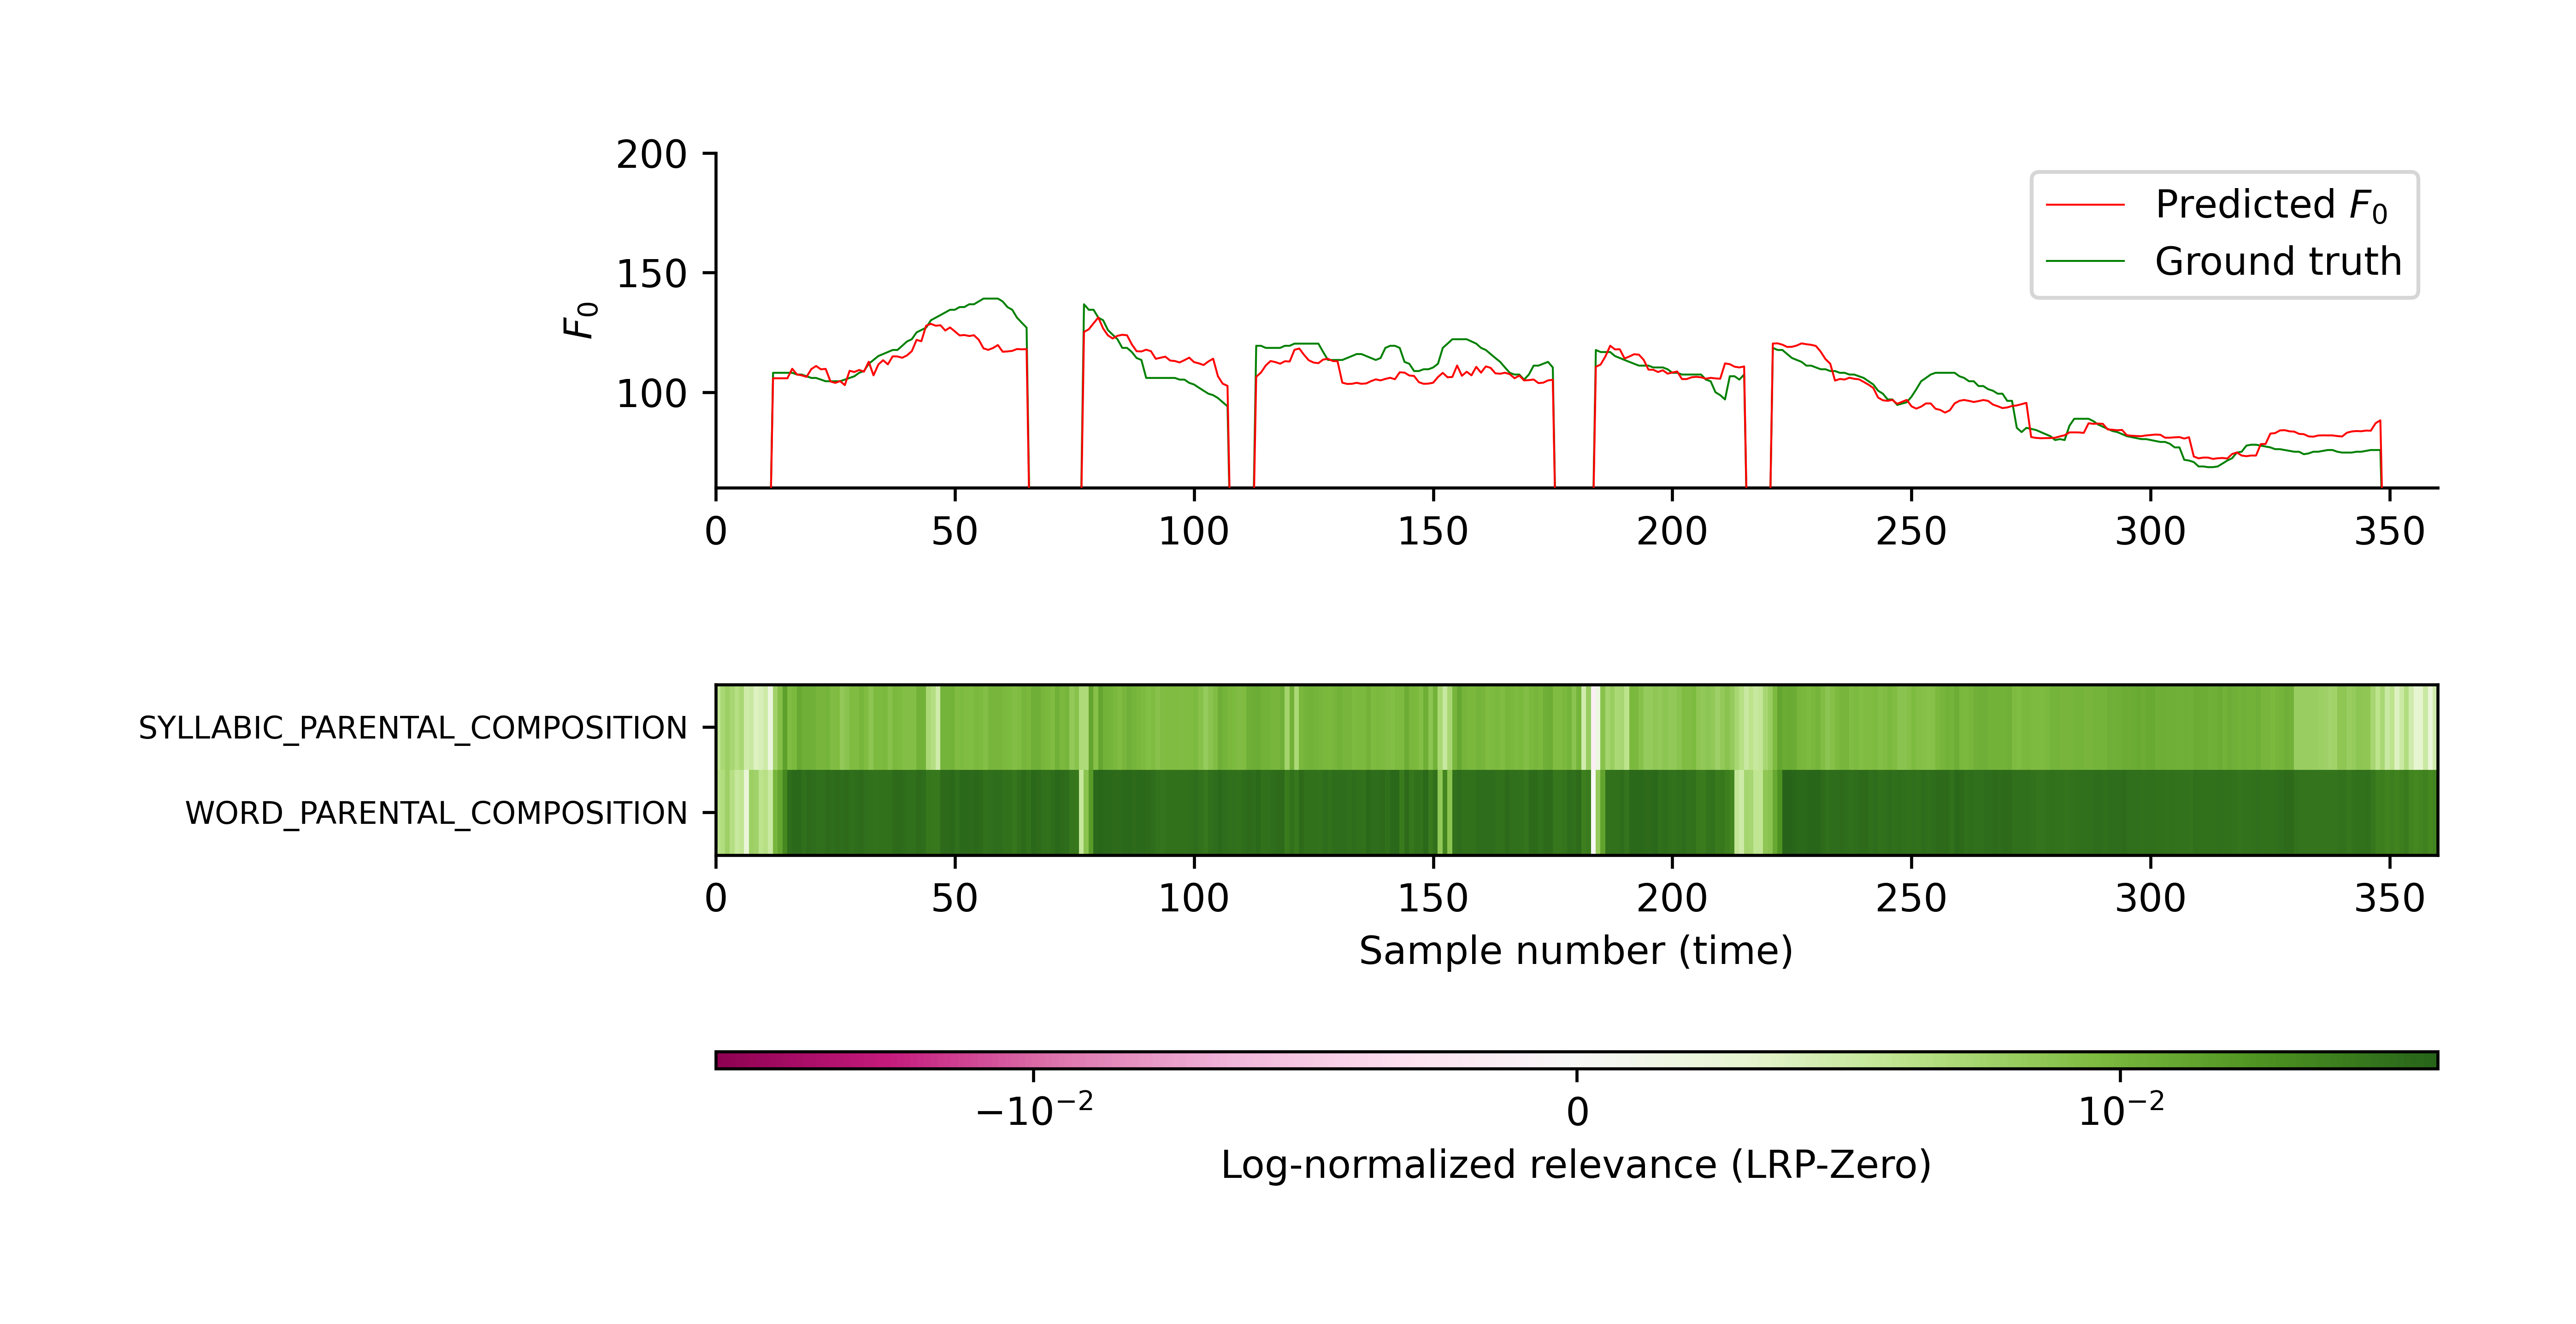 200
150
100
F₀
Predicted F₀
Ground truth
0 50 100 150 200 250 300 350
SYLLABIC_PARENTAL_COMPOSITION
WORD_PARENTAL_COMPOSITION
0 50 100 150 200 250 300 350
Sample number (time)
−10⁻² 0 10⁻²
Log-normalized relevance (LRP-Zero)